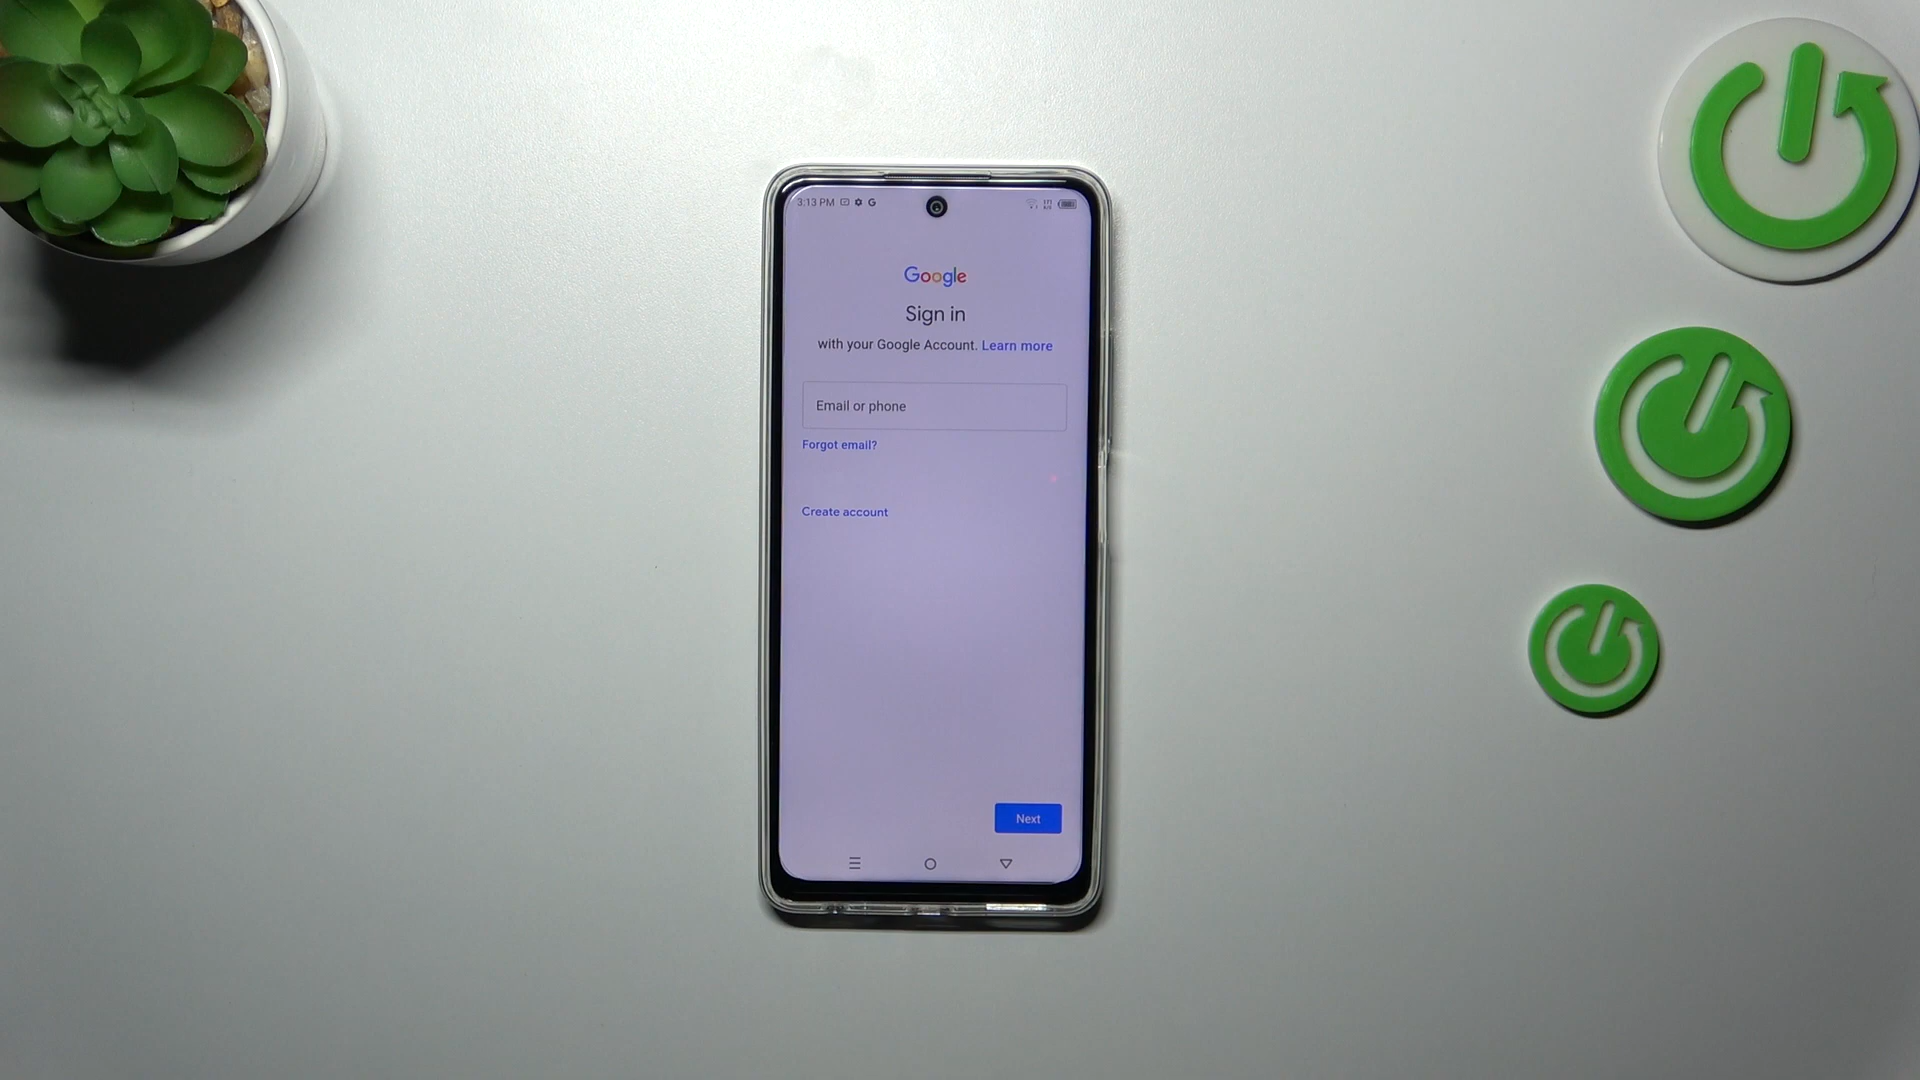 3:13 PM
Google
Sign in
with your Google Account. Learn more
Email or phone
Forgot email?
Create account
Next